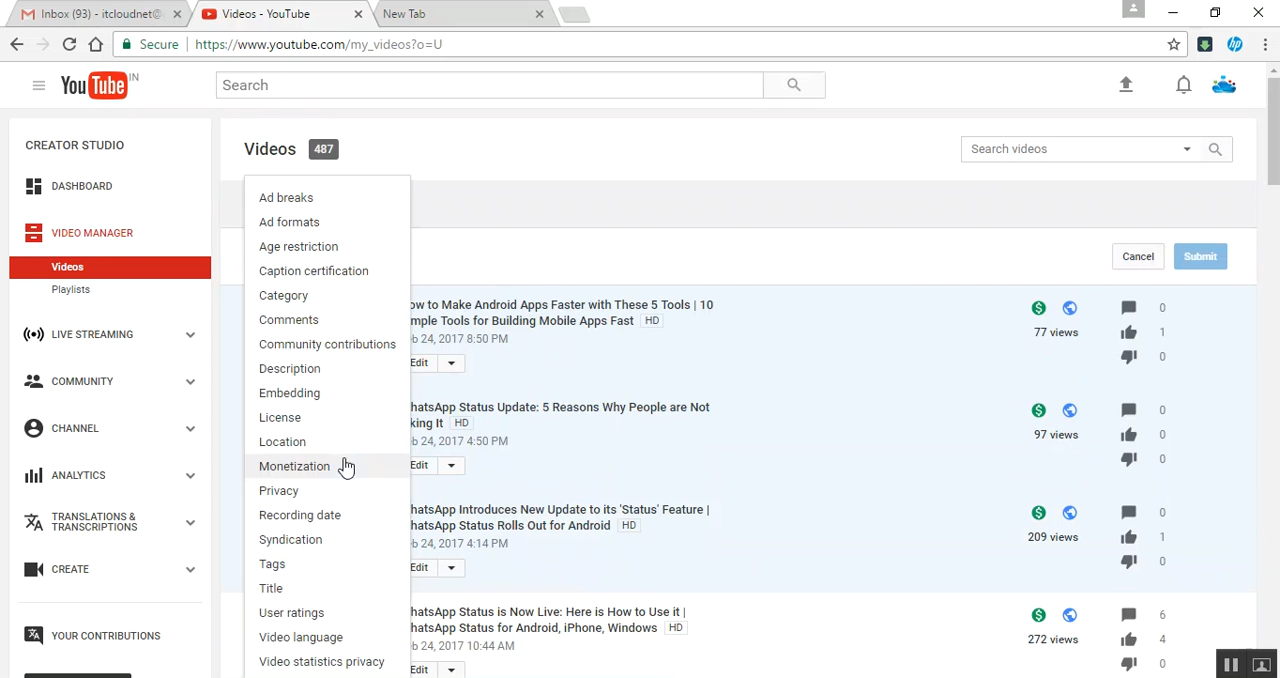 Inbox (93) - itcloudnet@
Videos - YouTube
New Tab
Secure
https://www.youtube.com/my_videos?o=U
YouTube IN
Search
CREATOR STUDIO
DASHBOARD
VIDEO MANAGER
Videos
Playlists
LIVE STREAMING
COMMUNITY
CHANNEL
ANALYTICS
TRANSLATIONS &
TRANSCRIPTIONS
CREATE
YOUR CONTRIBUTIONS
Videos 487
Search videos
Ad breaks
Ad formats
Age restriction
Caption certification
Category
Comments
Community contributions
Description
Embedding
License
Location
Monetization
Privacy
Recording date
Syndication
Tags
Title
User ratings
Video language
Video statistics privacy
Cancel Submit
ow to Make Android Apps Faster with These 5 Tools | 10
mple Tools for Building Mobile Apps Fast HD
b 24, 2017 8:50 PM
Edit
77 views
0
1
0
hatsApp Status Update: 5 Reasons Why People are Not
king It HD
b 24, 2017 4:50 PM
Edit
97 views
0
0
0
hatsApp Introduces New Update to its 'Status' Feature |
hatsApp Status Rolls Out for Android HD
b 24, 2017 4:14 PM
Edit
209 views
0
1
0
hatsApp Status is Now Live: Here is How to Use it |
hatsApp Status for Android, iPhone, Windows HD
b 24, 2017 10:44 AM
Edit
272 views
6
4
0